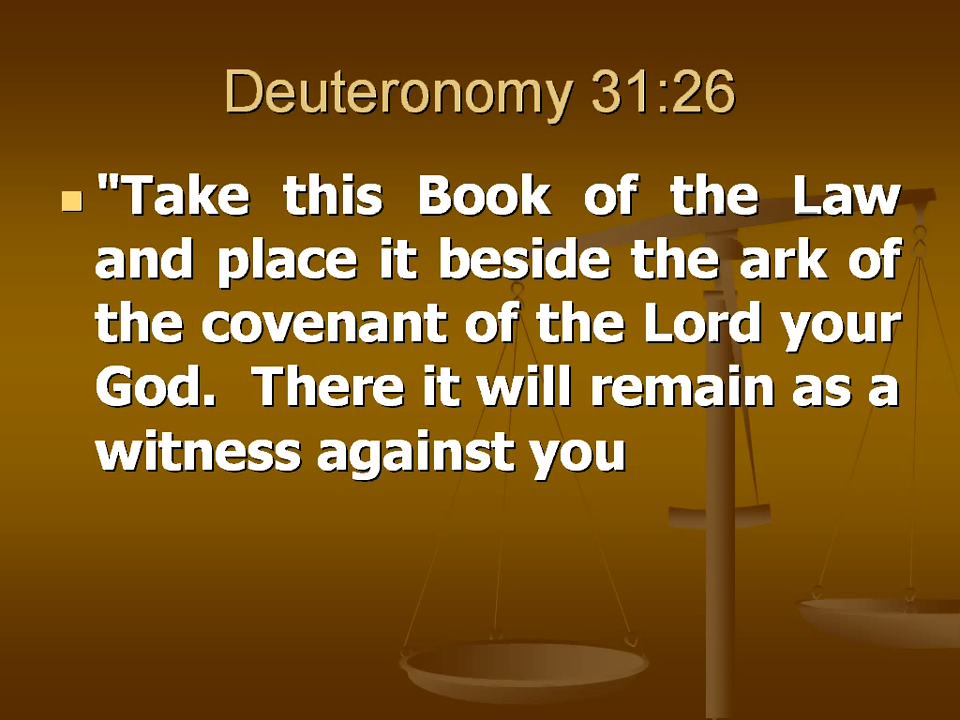 Deuteronomy 31:26
"Take this Book of the Law
and place it beside the ark of
the covenant of the Lord your
God.  There it will remain as a
witness against you